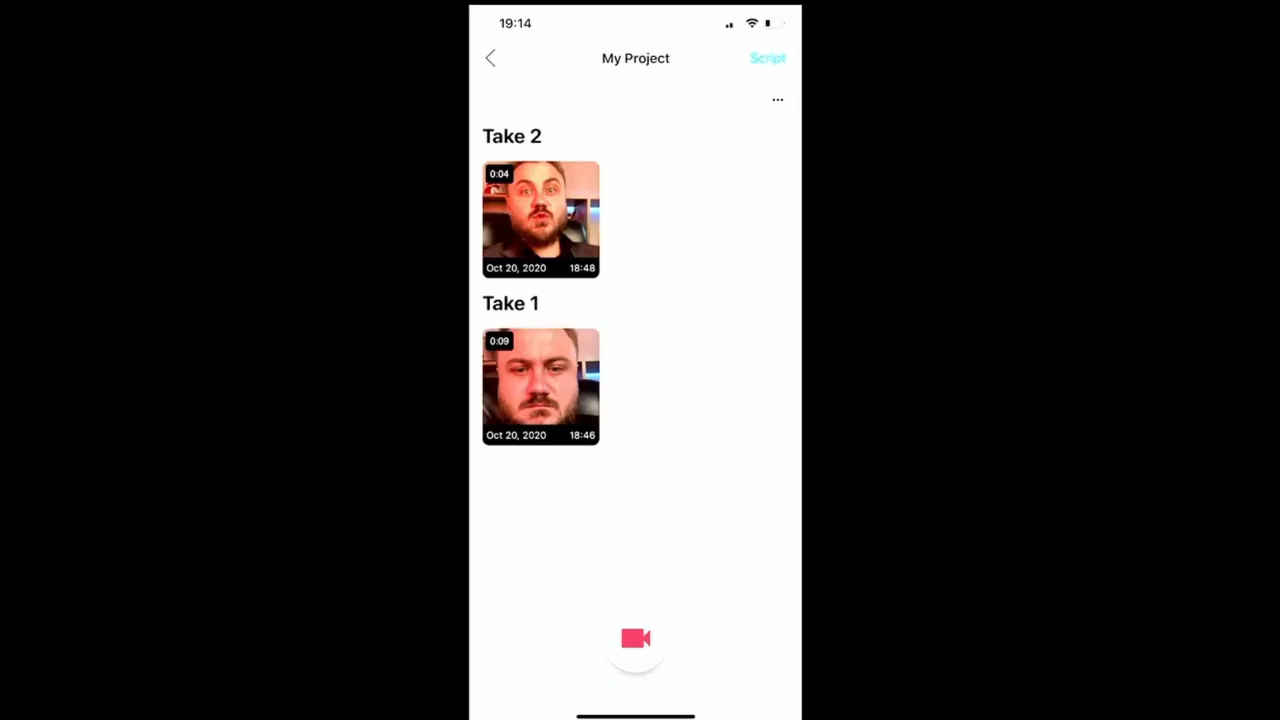 19:14
My Project
Script
...
Take 2
0:04
Oct 20, 2020 18:48
Take 1
0:09
Oct 20, 2020 18:46